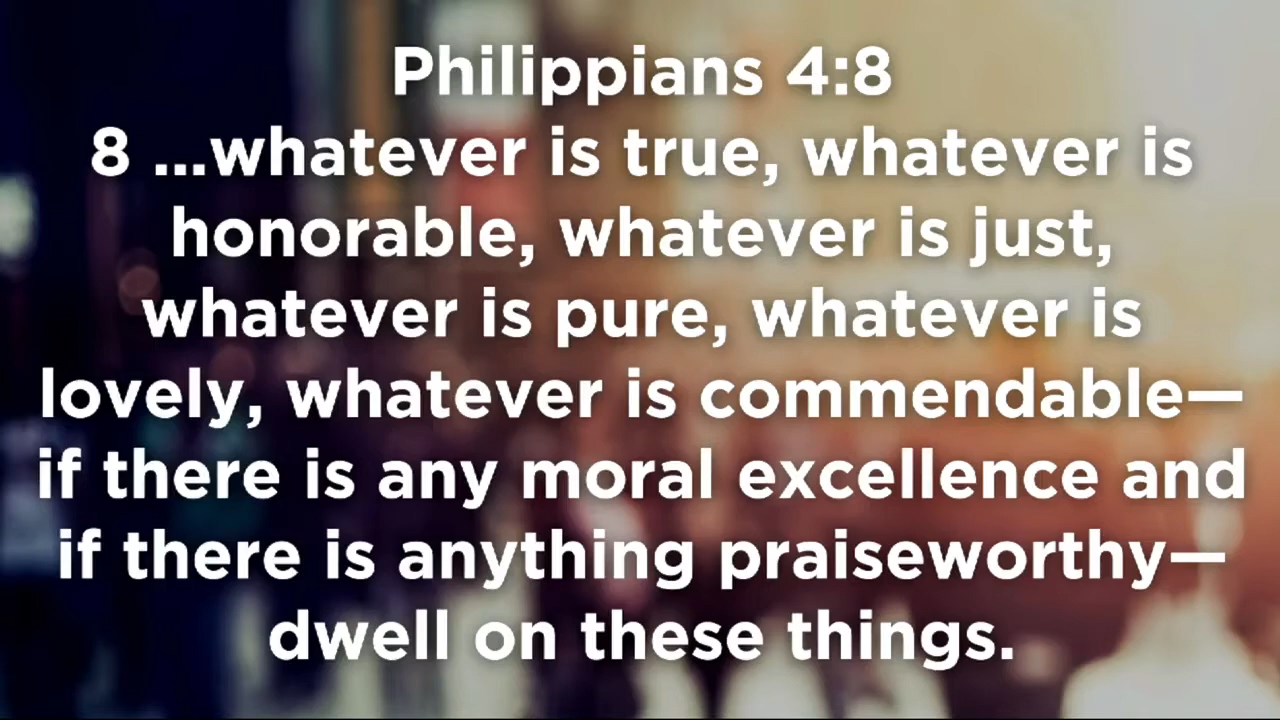 Philippians 4:8
8 ...whatever is true, whatever is
honorable, whatever is just,
whatever is pure, whatever is
lovely, whatever is commendable—
if there is any moral excellence and
if there is anything praiseworthy—
dwell on these things.